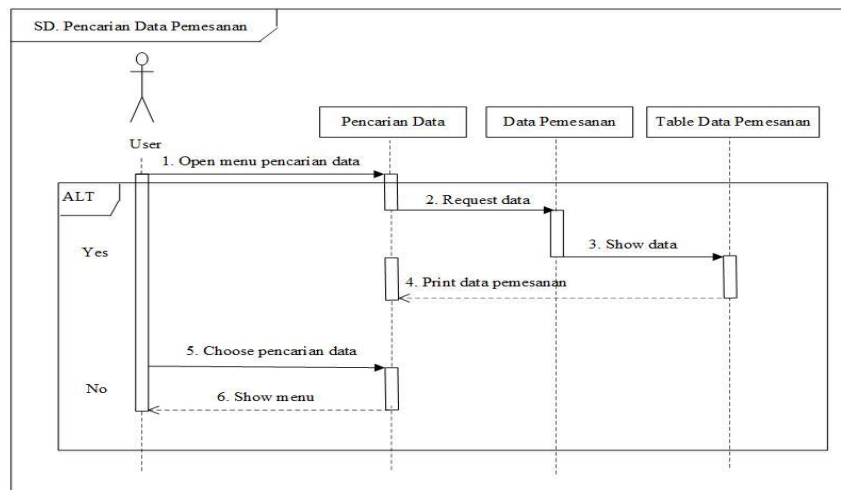 SD. Pencarian Data Pemesanan
User
Pencarian Data
Data Pemesanan
Table Data Pemesanan
1. Open menu pencarian data
ALT
2. Request data
Yes
3. Show data
4. Print data pemesanan
5. Choose pencarian data
No
6. Show menu